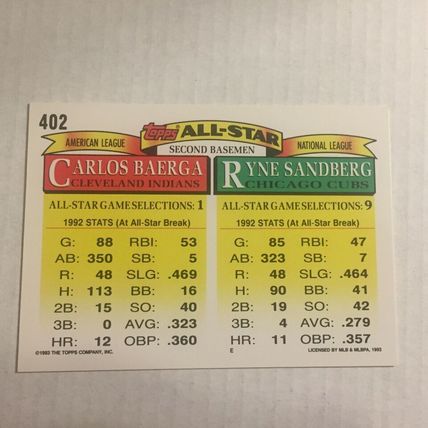 402
AMERICAN LEAGUE
TOPPS ALL-STAR
NATIONAL LEAGUE
SECOND BASEMEN
CARLOS BAERGA
CLEVELAND INDIANS
RYNE SANDBERG
CHICAGO CUBS
ALL-STAR GAME SELECTIONS: 1
1992 STATS (At All-Star Break)
G: 88 RBI: 53
AB: 350 SB: 5
R: 48 SLG: .469
H: 113 BB: 16
2B: 15 SO: 40
3B: 0 AVG: .323
HR: 12 OBP: .360
©1993 THE TOPPS COMPANY, INC.
ALL-STAR GAME SELECTIONS: 9
1992 STATS (At All-Star Break)
G: 85 RBI: 47
AB: 323 SB: 7
R: 48 SLG: .464
H: 90 BB: 41
2B: 19 SO: 42
3B: 4 AVG: .279
HR: 11 OBP: .357
E
LICENSED BY MLB & MLBPA, 1993